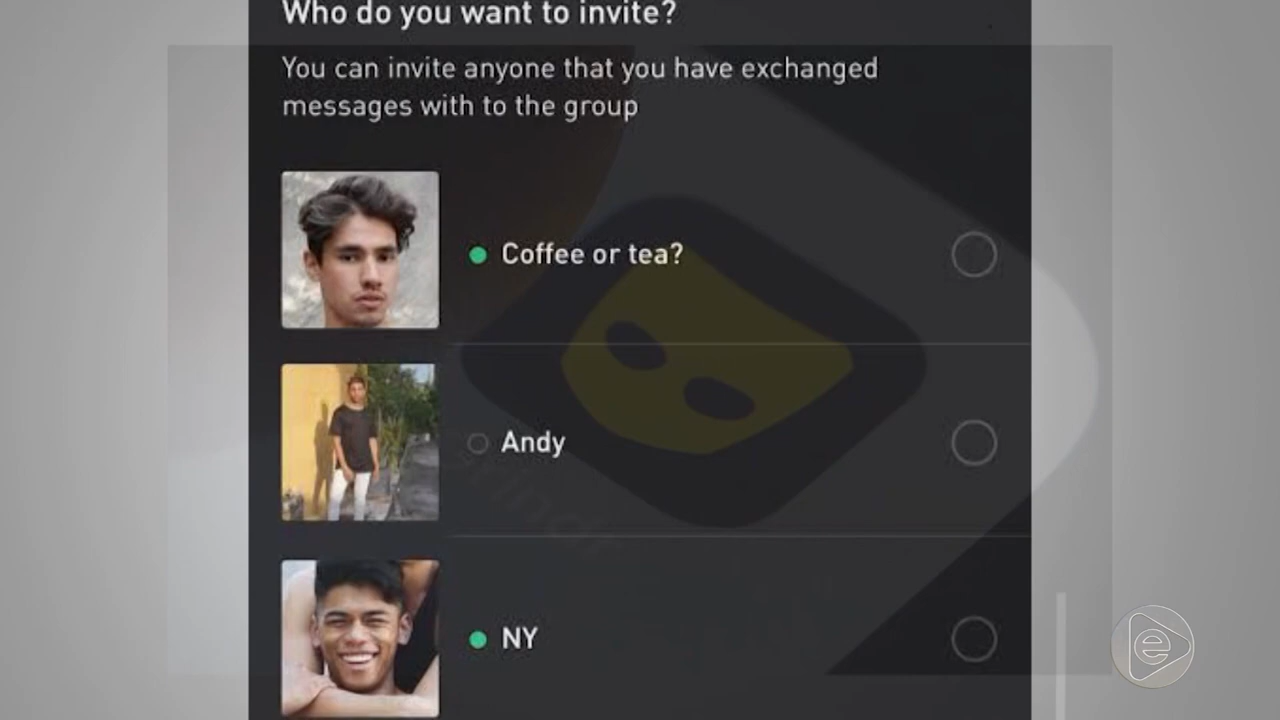 Who do you want to invite?
You can invite anyone that you have exchanged
messages with to the group
Coffee or tea?
Andy
NY
e